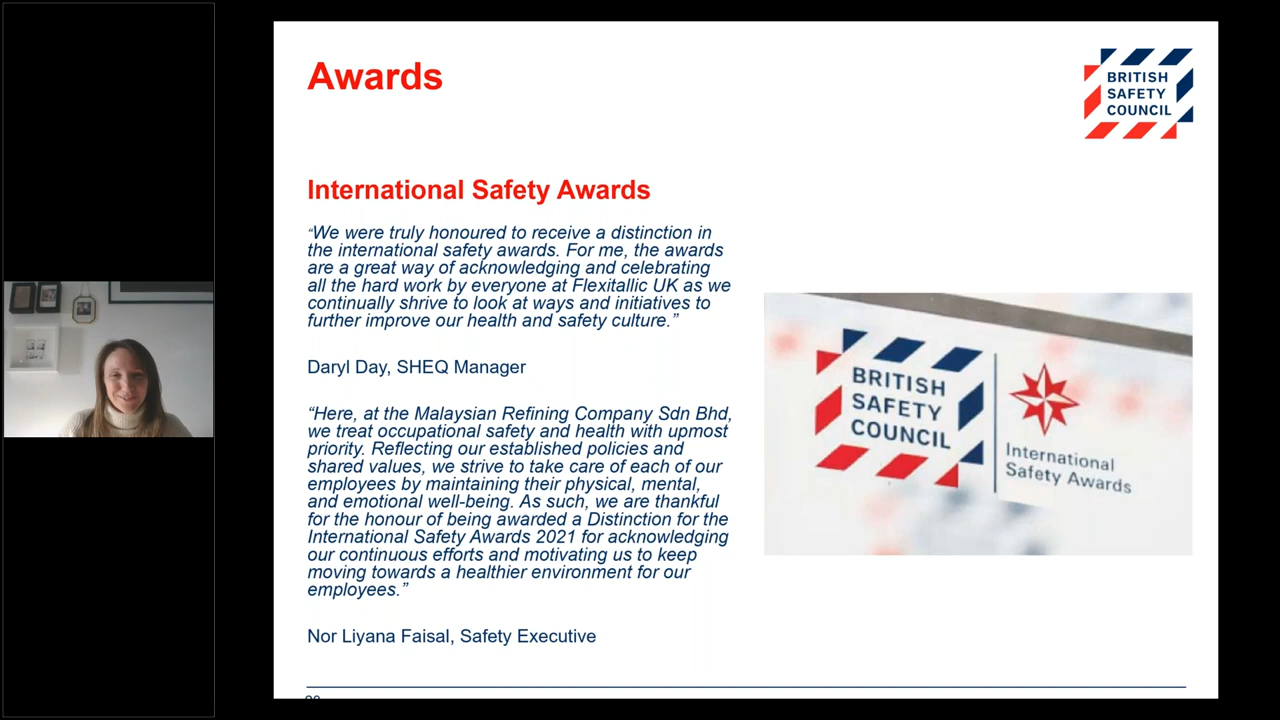 Awards
BRITISH
SAFETY
COUNCIL
International Safety Awards
“We were truly honoured to receive a distinction in
the international safety awards. For me, the awards
are a great way of acknowledging and celebrating
all the hard work by everyone at Flexitallic UK as we
continually shrive to look at ways and initiatives to
further improve our health and safety culture.”
Daryl Day, SHEQ Manager
“Here, at the Malaysian Refining Company Sdn Bhd,
we treat occupational safety and health with upmost
priority. Reflecting our established policies and
shared values, we strive to take care of each of our
employees by maintaining their physical, mental,
and emotional well-being. As such, we are thankful
for the honour of being awarded a Distinction for the
International Safety Awards 2021 for acknowledging
our continuous efforts and motivating us to keep
moving towards a healthier environment for our
employees.”
Nor Liyana Faisal, Safety Executive
BRITISH
SAFETY
COUNCIL
International
Safety Awards